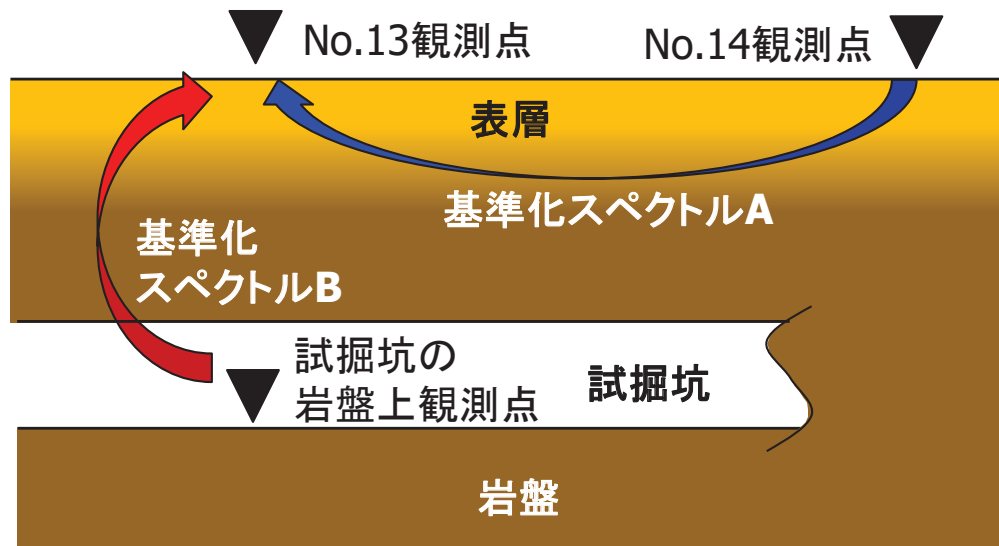 No.13観測点
No.14観測点
表層
基準化スペクトルA
基準化
スペクトルB
試掘坑の
岩盤上観測点
試掘坑
岩盤